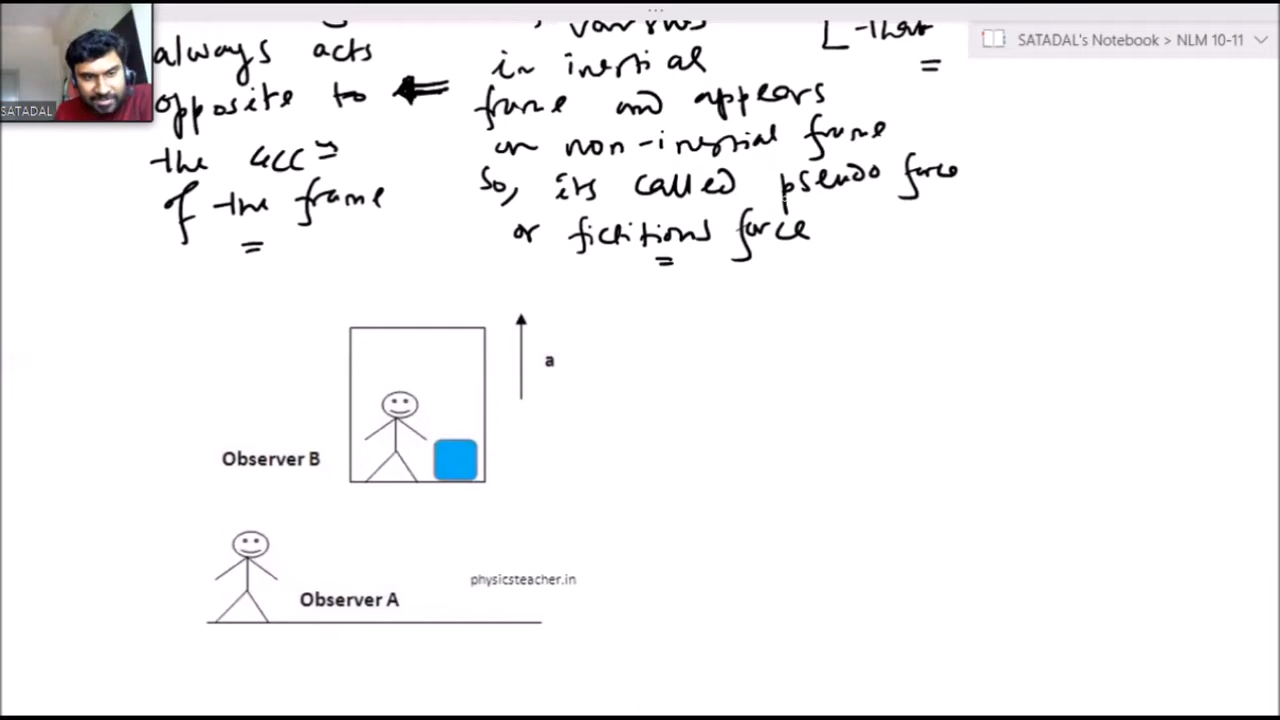 SATADAL
SATADAL's Notebook > NLM 10-11
always acts
opposite to
the accⁿ
of the frame
in inertial
frame and appears
in non-inertial frame
So, its called pseudo force
or fictitious force
a
Observer B
Observer A
physicsteacher.in